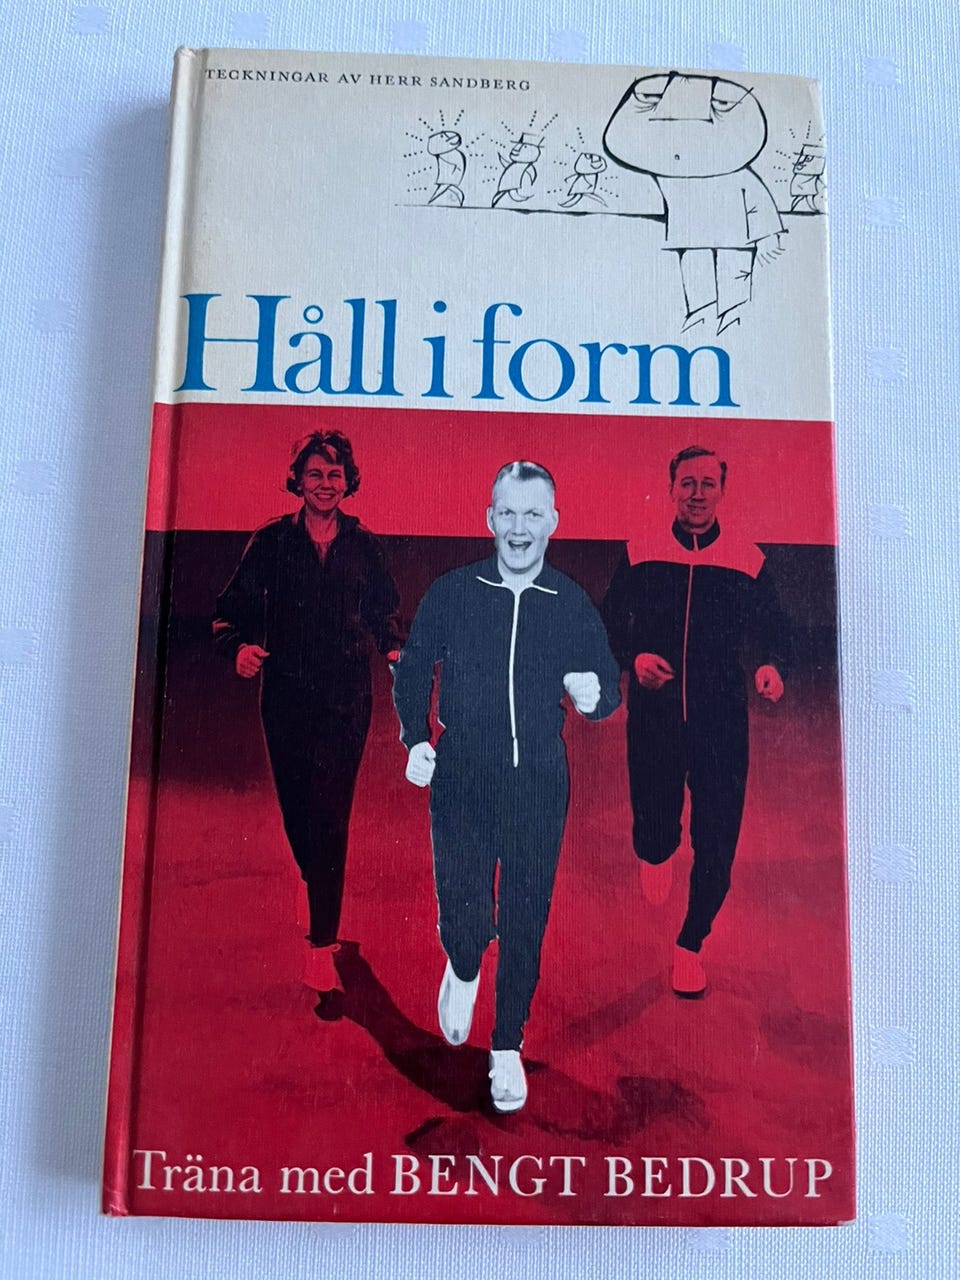 TECKNINGAR AV HERR SANDBERG
Håll i form
Träna med BENGT BEDRUP